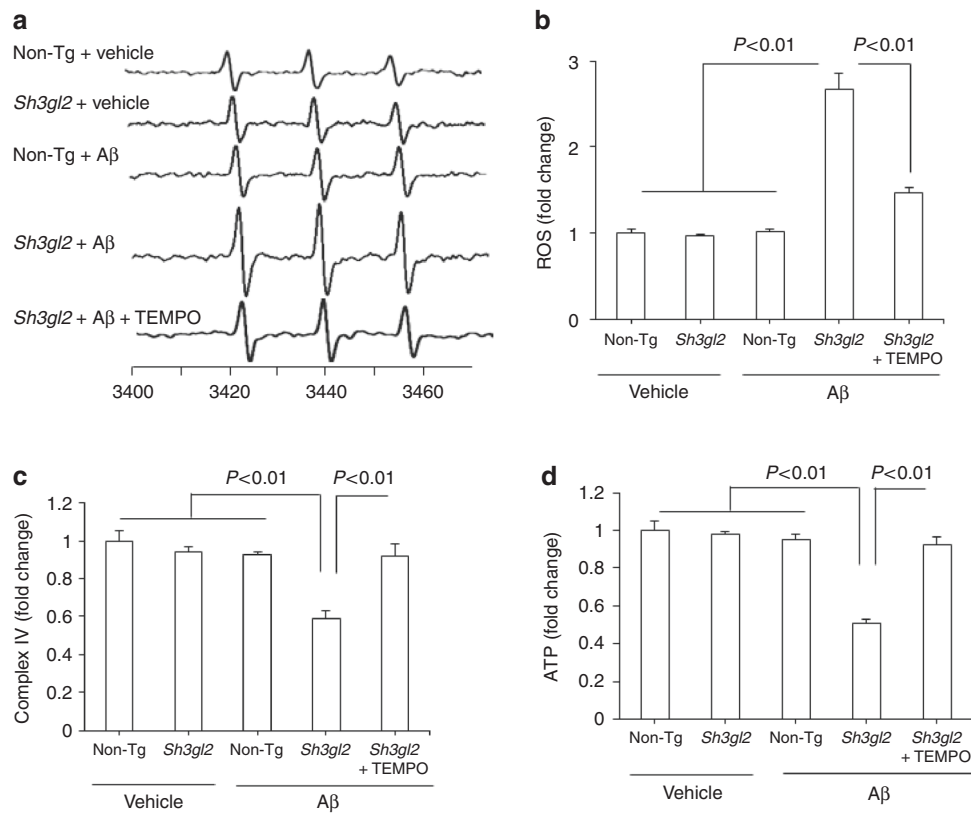 a
Non-Tg + vehicle
Sh3gl2 + vehicle
Non-Tg + Aβ
Sh3gl2 + Aβ
Sh3gl2 + Aβ + TEMPO
3400 3420 3440 3460
b
P<0.01 P<0.01
ROS (fold change)
3
2
1
0
Non-Tg Sh3gl2 Non-Tg Sh3gl2 Sh3gl2
+ TEMPO
Vehicle Aβ
c
P<0.01 P<0.01
Complex IV (fold change)
1.2
1
0.8
0.6
0.4
0.2
0
Non-Tg Sh3gl2 Non-Tg Sh3gl2 Sh3gl2
+ TEMPO
Vehicle Aβ
d
P<0.01 P<0.01
ATP (fold change)
1.2
1
0.8
0.6
0.4
0.2
0
Non-Tg Sh3gl2 Non-Tg Sh3gl2 Sh3gl2
+ TEMPO
Vehicle Aβ